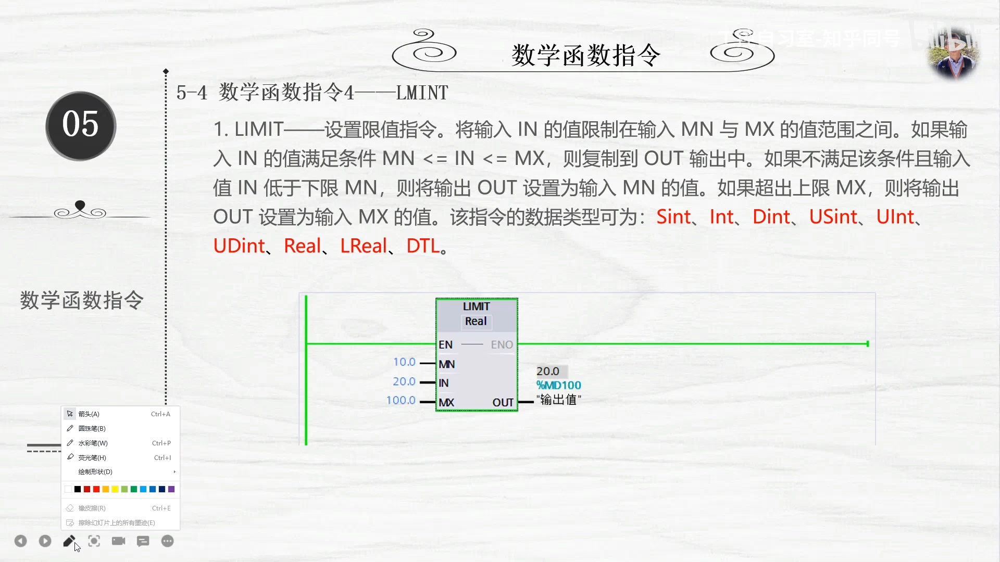 自习室-知乎同号
数学函数指令
5-4 数学函数指令4——LMINT
05
1. LIMIT——设置限值指令。将输入 IN 的值限制在输入 MN 与 MX 的值范围之间。如果输
入 IN 的值满足条件 MN <= IN <= MX，则复制到 OUT 输出中。如果不满足该条件且输入
值 IN 低于下限 MN，则将输出 OUT 设置为输入 MN 的值。如果超出上限 MX，则将输出
OUT 设置为输入 MX 的值。该指令的数据类型可为：Sint、Int、Dint、USint、UInt、
UDint、Real、LReal、DTL。
数学函数指令
LIMIT
Real
EN ENO
10.0 MN
20.0 IN
100.0 MX OUT
20.0
%MD100
"输出值"
箭头(A) Ctrl+A
圆珠笔(B)
水彩笔(W) Ctrl+P
荧光笔(H) Ctrl+I
绘制形状(D)
橡皮擦(R) Ctrl+E
擦除幻灯片上的所有墨迹(E)